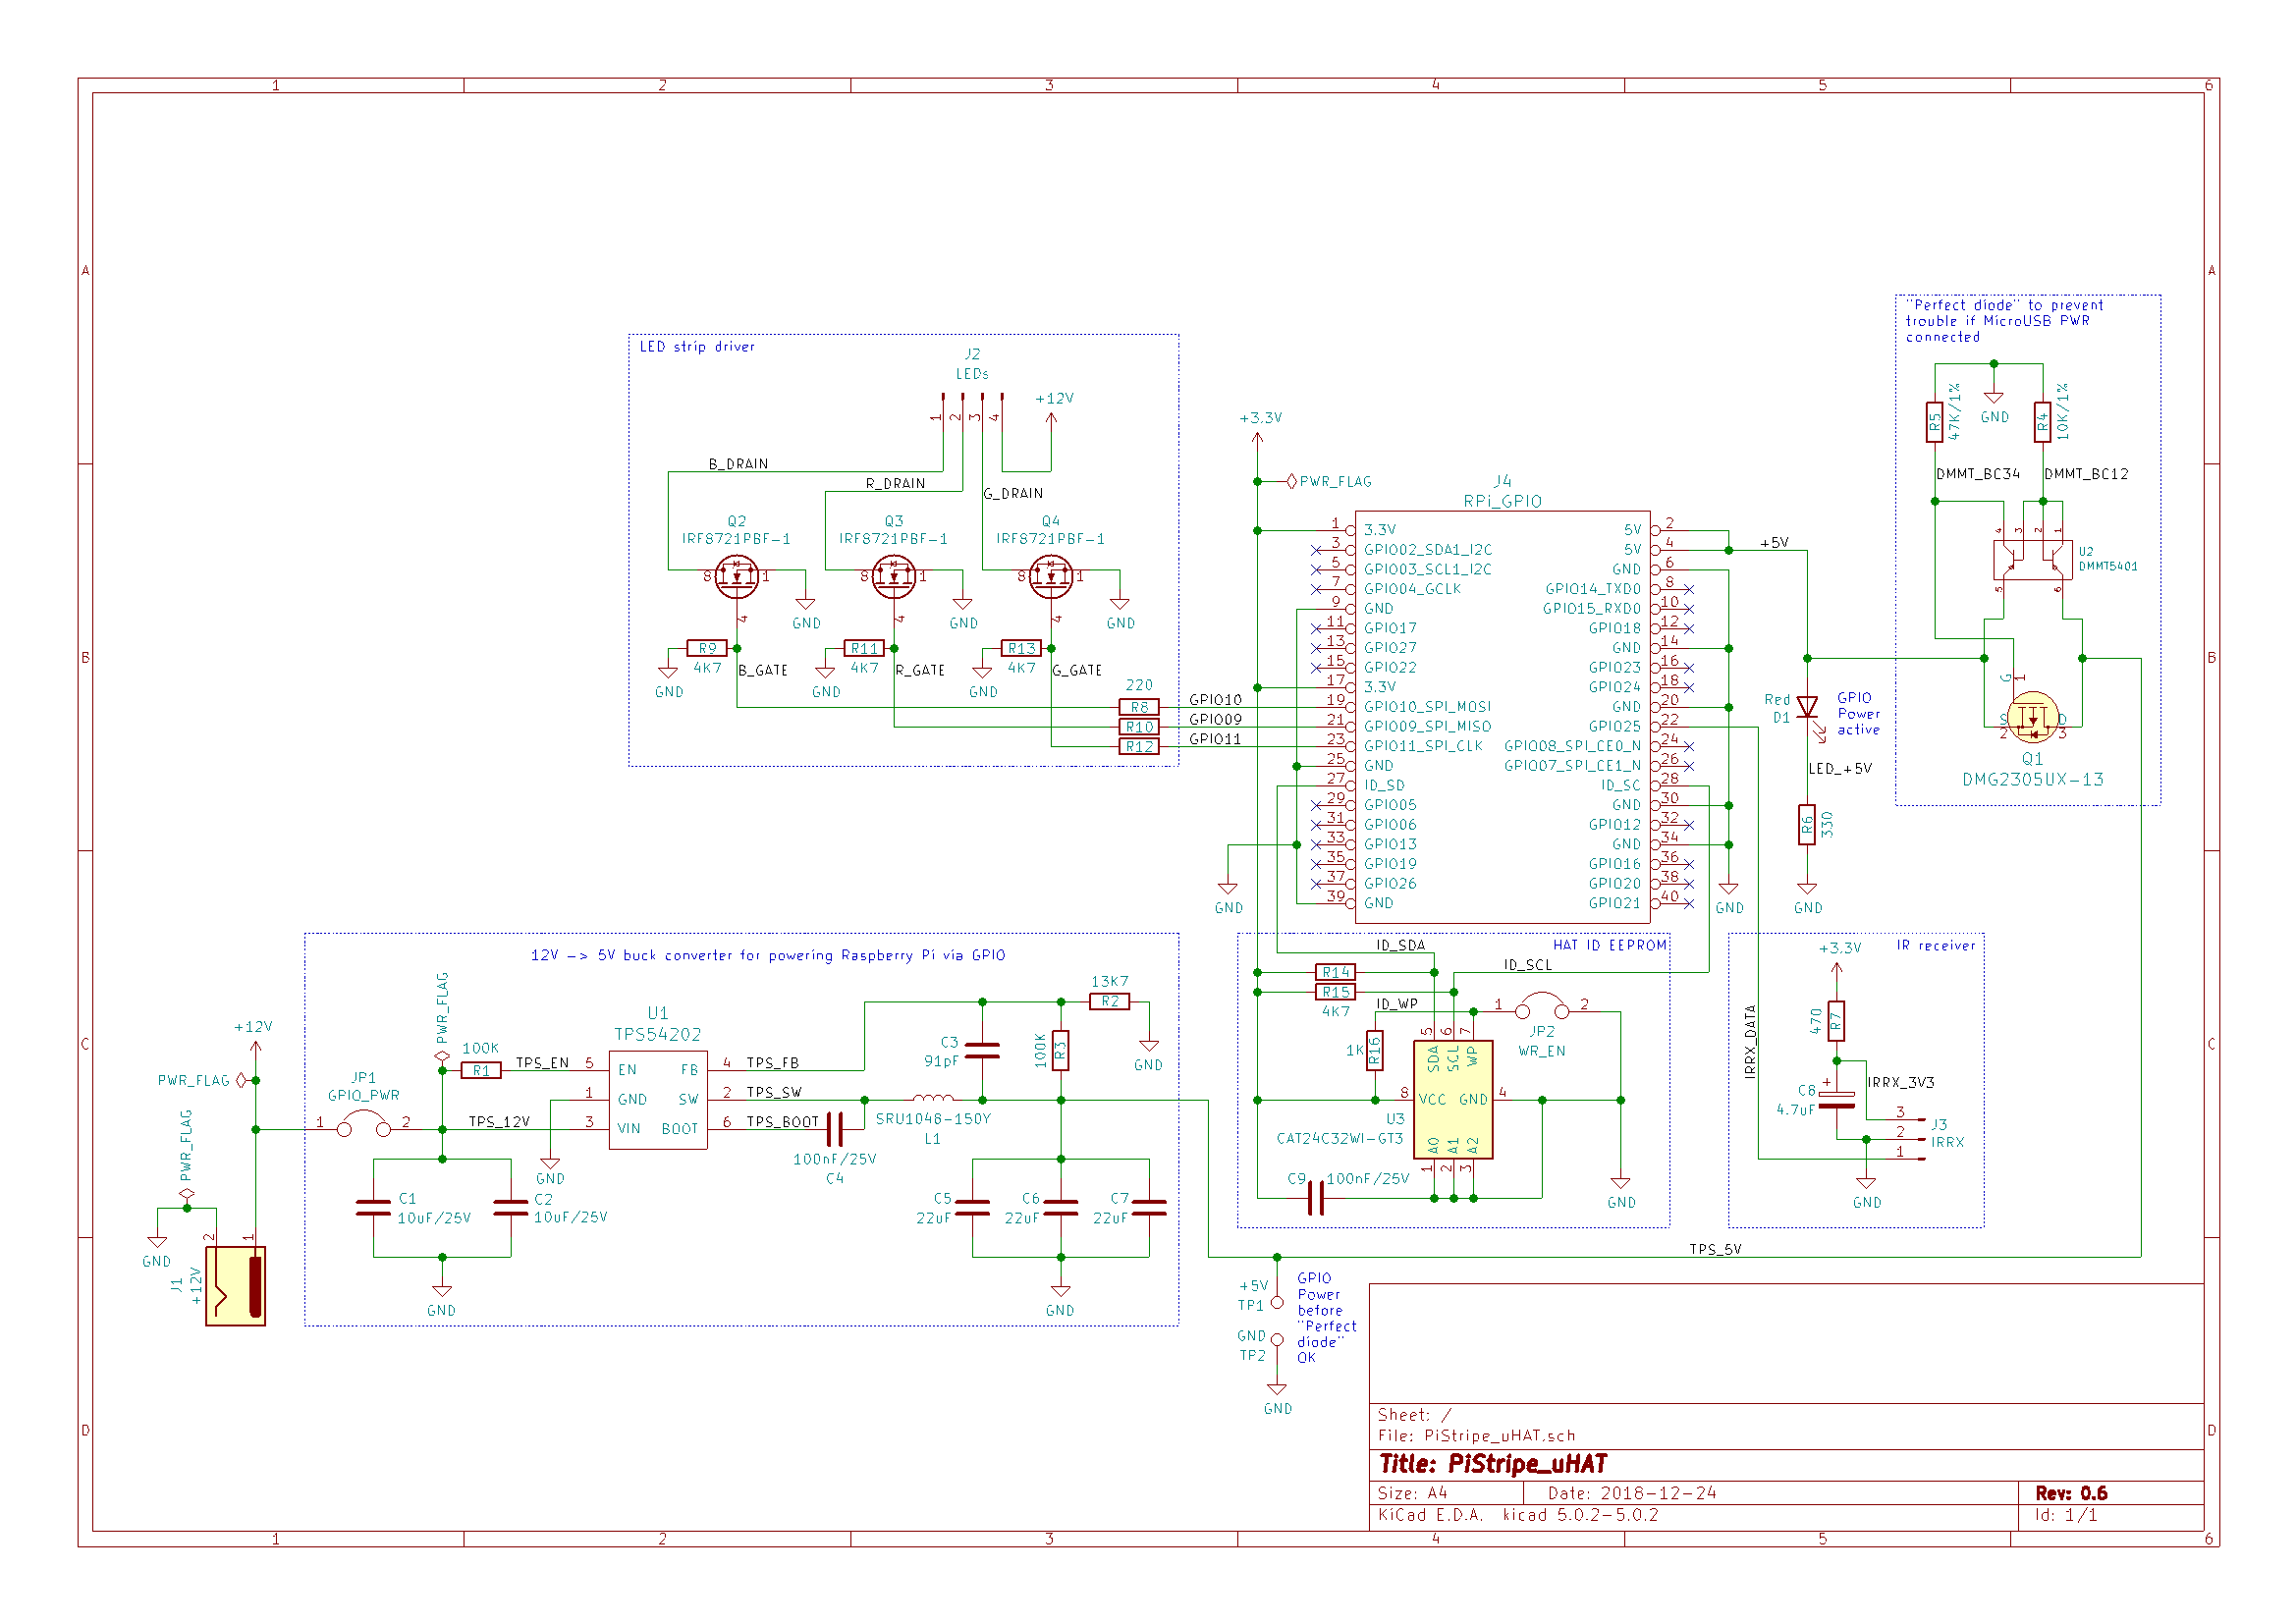 1
2
3
4
5
6
A
B
C
D
A
B
C
D
1
2
3
4
5
6
LED strip driver
J2
LEDs
1
2
3
4
+12V
B_DRAIN
R_DRAIN
G_DRAIN
Q2
IRF8721PBF-1
8
1
4
GND
Q3
IRF8721PBF-1
8
1
4
GND
Q4
IRF8721PBF-1
8
1
4
GND
R9
4K7
GND
B_GATE
R11
4K7
GND
R_GATE
R13
4K7
GND
G_GATE
220
R8
R10
R12
GPIO10
GPIO09
GPIO11
+3.3V
PWR_FLAG
J4
RPi_GPIO
1 3.3V
3 GPIO02_SDA1_I2C
5 GPIO03_SCL1_I2C
7 GPIO04_GCLK
9 GND
11 GPIO17
13 GPIO27
15 GPIO22
17 3.3V
19 GPIO10_SPI_MOSI
21 GPIO09_SPI_MISO
23 GPIO11_SPI_CLK
25 GND
27 ID_SD
29 GPIO05
31 GPIO06
33 GPIO13
35 GPIO19
37 GPIO26
39 GND
5V 2
5V 4
GND 6
GPIO14_TXD0 8
GPIO15_RXD0 10
GPIO18 12
GND 14
GPIO23 16
GPIO24 18
GND 20
GPIO25 22
GPIO08_SPI_CE0_N 24
GPIO07_SPI_CE1_N 26
ID_SC 28
GND 30
GPIO12 32
GND 34
GPIO16 36
GPIO20 38
GPIO21 40
GND
GND
+5V
Red
D1
GPIO
Power
active
LED_+5V
R6
330
GND
"Perfect diode" to prevent
trouble if MicroUSB PWR
connected
R5
47K/1%
GND
R4
10K/1%
DMMT_BC34
DMMT_BC12
4
3
2
1
5
6
U2
DMMT5401
G
1
S
2
D
3
Q1
DMG2305UX-13
12V -> 5V buck converter for powering Raspberry Pi via GPIO
+12V
PWR_FLAG
PWR_FLAG
GND
2
1
J1
+12V
JP1
GPIO_PWR
1
2
PWR_FLAG
100K
R1
TPS_EN
TPS_12V
U1
TPS54202
5 EN
1 GND
3 VIN
FB 4
SW 2
BOOT 6
GND
TPS_FB
TPS_SW
TPS_BOOT
100nF/25V
C4
C1
10uF/25V
C2
10uF/25V
GND
C3
91pF
100K
R3
13K7
R2
GND
SRU1048-150Y
L1
C5
22uF
C6
22uF
C7
22uF
GND
HAT ID EEPROM
ID_SDA
ID_SCL
R14
R15
4K7
ID_WP
1K
R16
1
2
JP2
WR_EN
5
6
7
SDA
SCL
WP
8 VCC
GND 4
U3
CAT24C32WI-GT3
A0
A1
A2
1
2
3
C9
100nF/25V
GND
IR receiver
+3.3V
470
R7
IRRX_DATA
IRRX_3V3
C8
+
4.7uF
3
2
1
J3
IRRX
GND
TPS_5V
+5V
TP1
GND
TP2
GND
GPIO
Power
before
"Perfect
diode"
OK
Sheet: /
File: PiStripe_uHAT.sch
Title: PiStripe_uHAT
Size: A4
Date: 2018-12-24
Rev: 0.6
KiCad E.D.A.  kicad 5.0.2-5.0.2
Id: 1/1